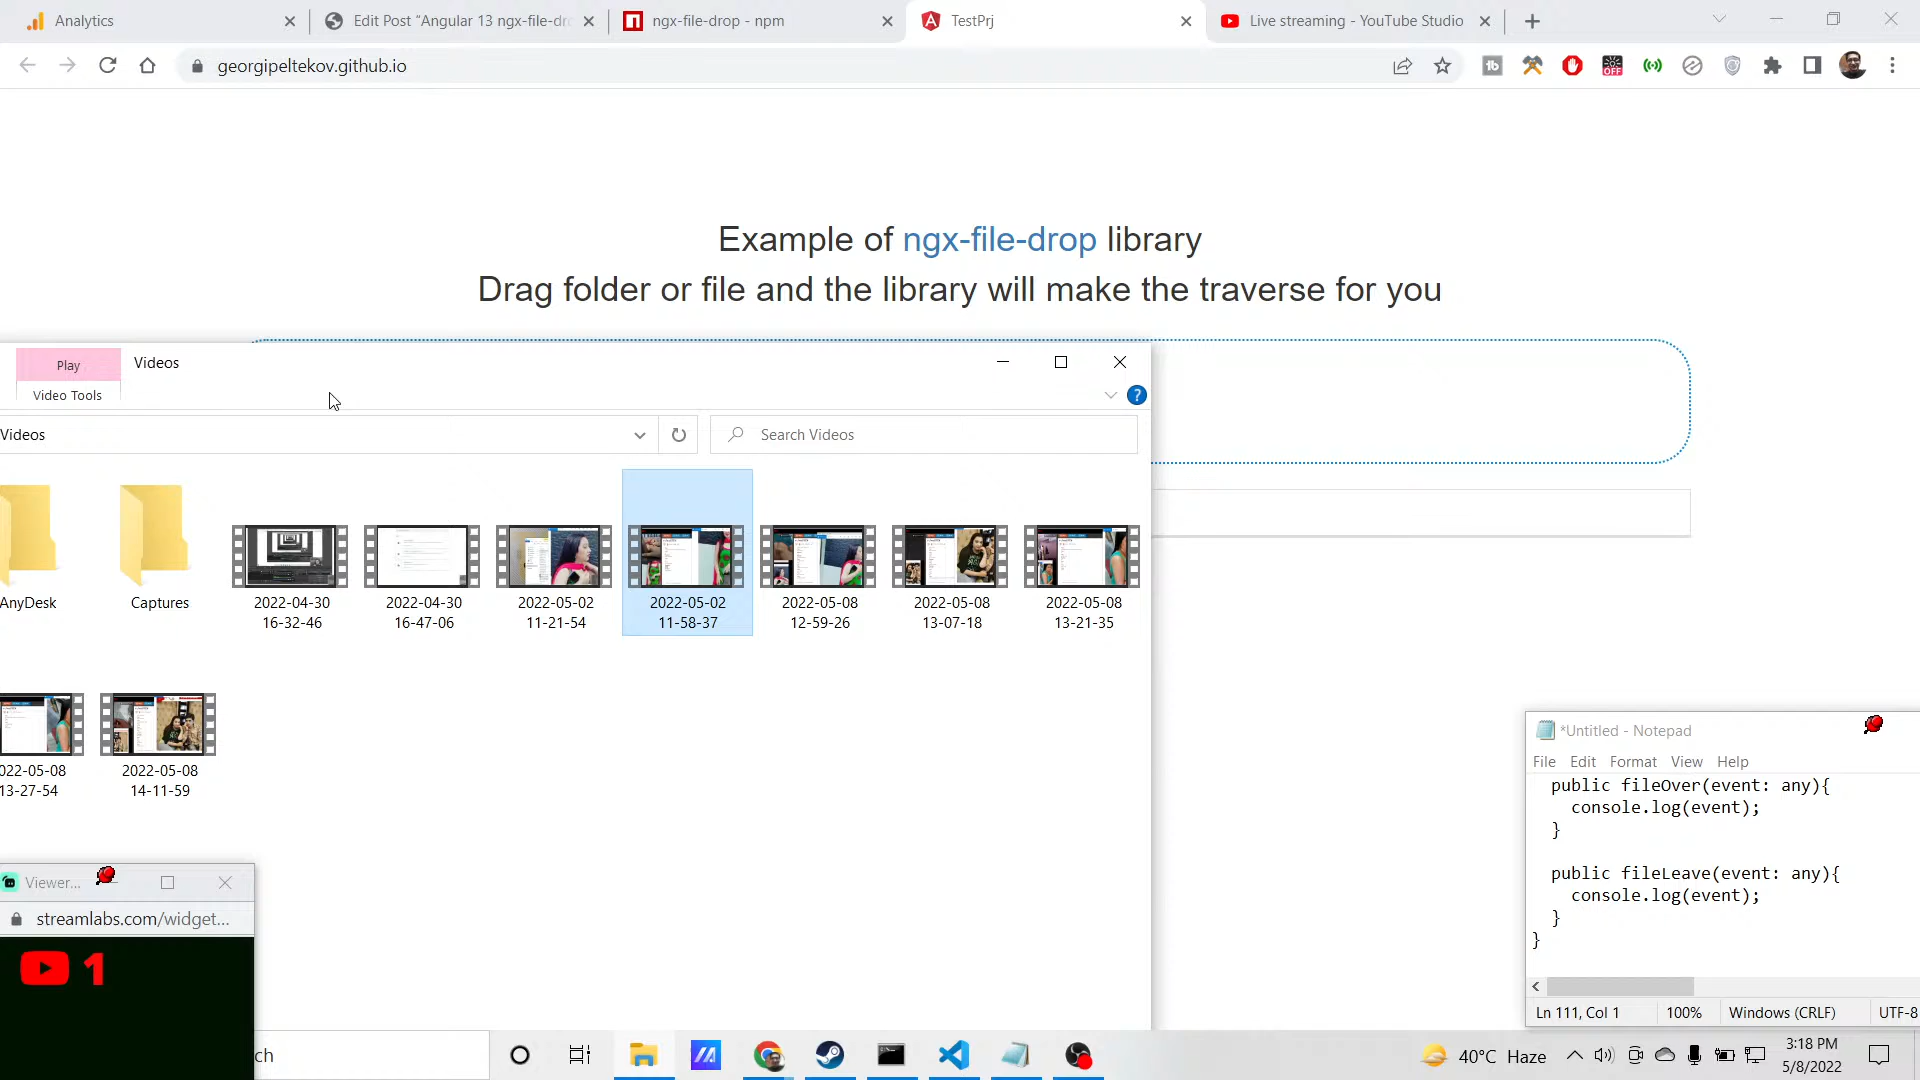 Analytics
Edit Post “Angular 13 ngx-file-dr
ngx-file-drop - npm
TestPrj
Live streaming - YouTube Studio
georgipeltekov.github.io
OFF
Example of ngx-file-drop library
Drag folder or file and the library will make the traverse for you
Play
Videos
Video Tools
?
Videos
Search Videos
AnyDesk
Captures
2022-04-30
16-32-46
2022-04-30
16-47-06
2022-05-02
11-21-54
2022-05-02
11-58-37
2022-05-08
12-59-26
2022-05-08
13-07-18
2022-05-08
13-21-35
022-05-08
13-27-54
2022-05-08
14-11-59
*Untitled - Notepad
File Edit Format View Help
public fileOver(event: any){
console.log(event);
}
public fileLeave(event: any){
console.log(event);
}
}
Ln 111, Col 1
100%
Windows (CRLF)
UTF-8
Viewer...
streamlabs.com/widget...
1
ch
40°C Haze
3:18 PM
5/8/2022